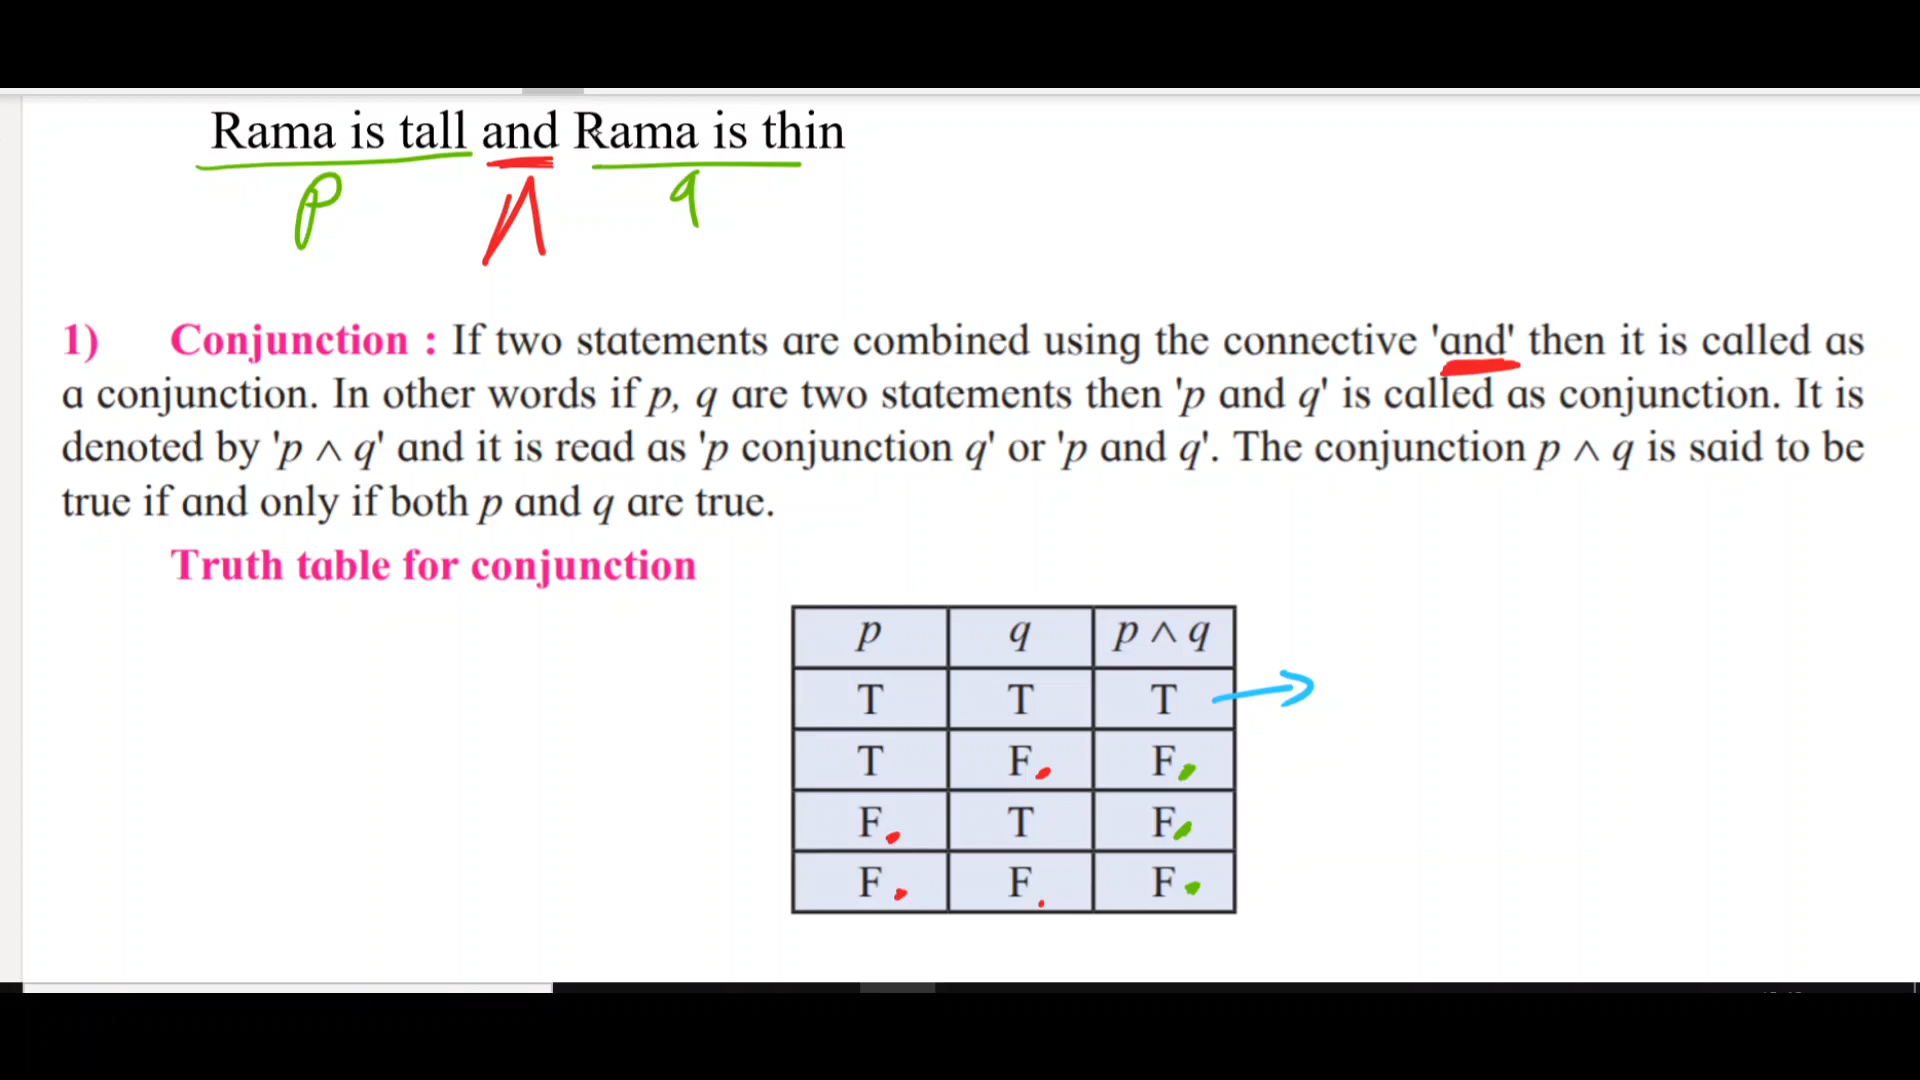 Rama is tall and Rama is thin
p ∧ q
1) Conjunction : If two statements are combined using the connective 'and' then it is called as
a conjunction. In other words if p, q are two statements then 'p and q' is called as conjunction. It is
denoted by 'p ∧ q' and it is read as 'p conjunction q' or 'p and q'. The conjunction p ∧ q is said to be
true if and only if both p and q are true.
Truth table for conjunction
p q p ∧ q
T T T
T F F
F T F
F F F